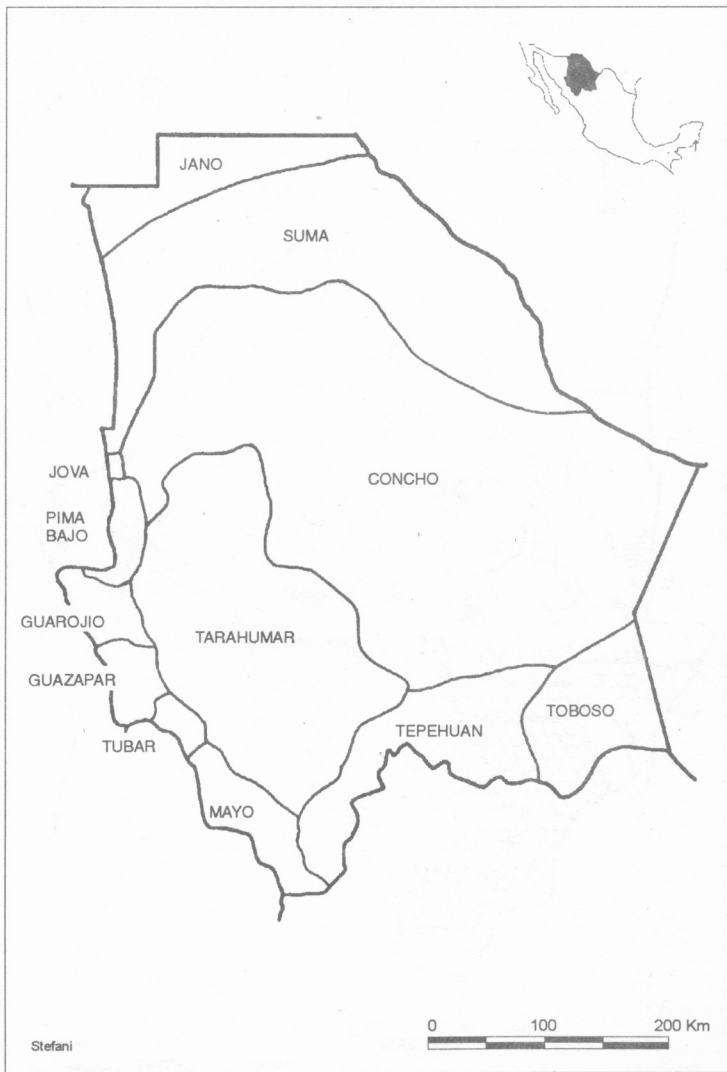 JANO
SUMA
JOVA
CONCHO
PIMA
BAJO
GUAROJIO
TARAHUMAR
GUAZAPAR
TOBOSO
TEPEHUAN
TUBAR
MAYO
0 100 200 Km
Stefani